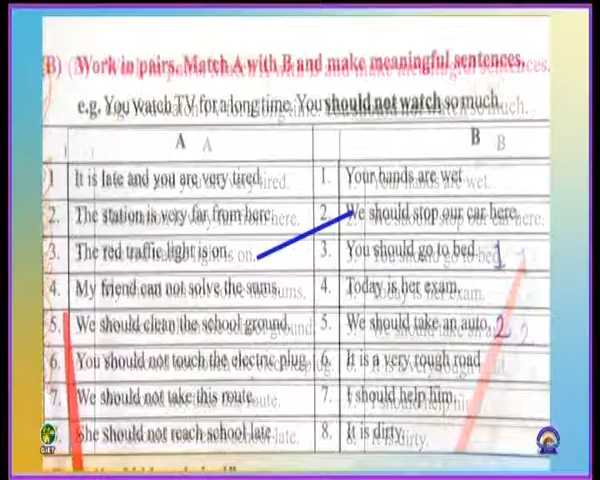 B) Work in pairs. Match A with B and make meaningful sentences.
e.g. You watch TV for a long time. You should not watch so much.
A B
1 It is late and you are very tired. 1. Your hands are wet.
2. The station is very far from here. 2. We should stop our car here.
3. The red traffic light is on. 3. You should go to bed. 1
4. My friend can not solve the sums. 4. Today is her exam.
5. We should clean the school ground. 5. We should take an auto. 2
6. You should not touch the electric plug. 6. It is a very rough road
7. We should not take this route. 7. I should help him.
She should not reach school late. 8. It is dirty.